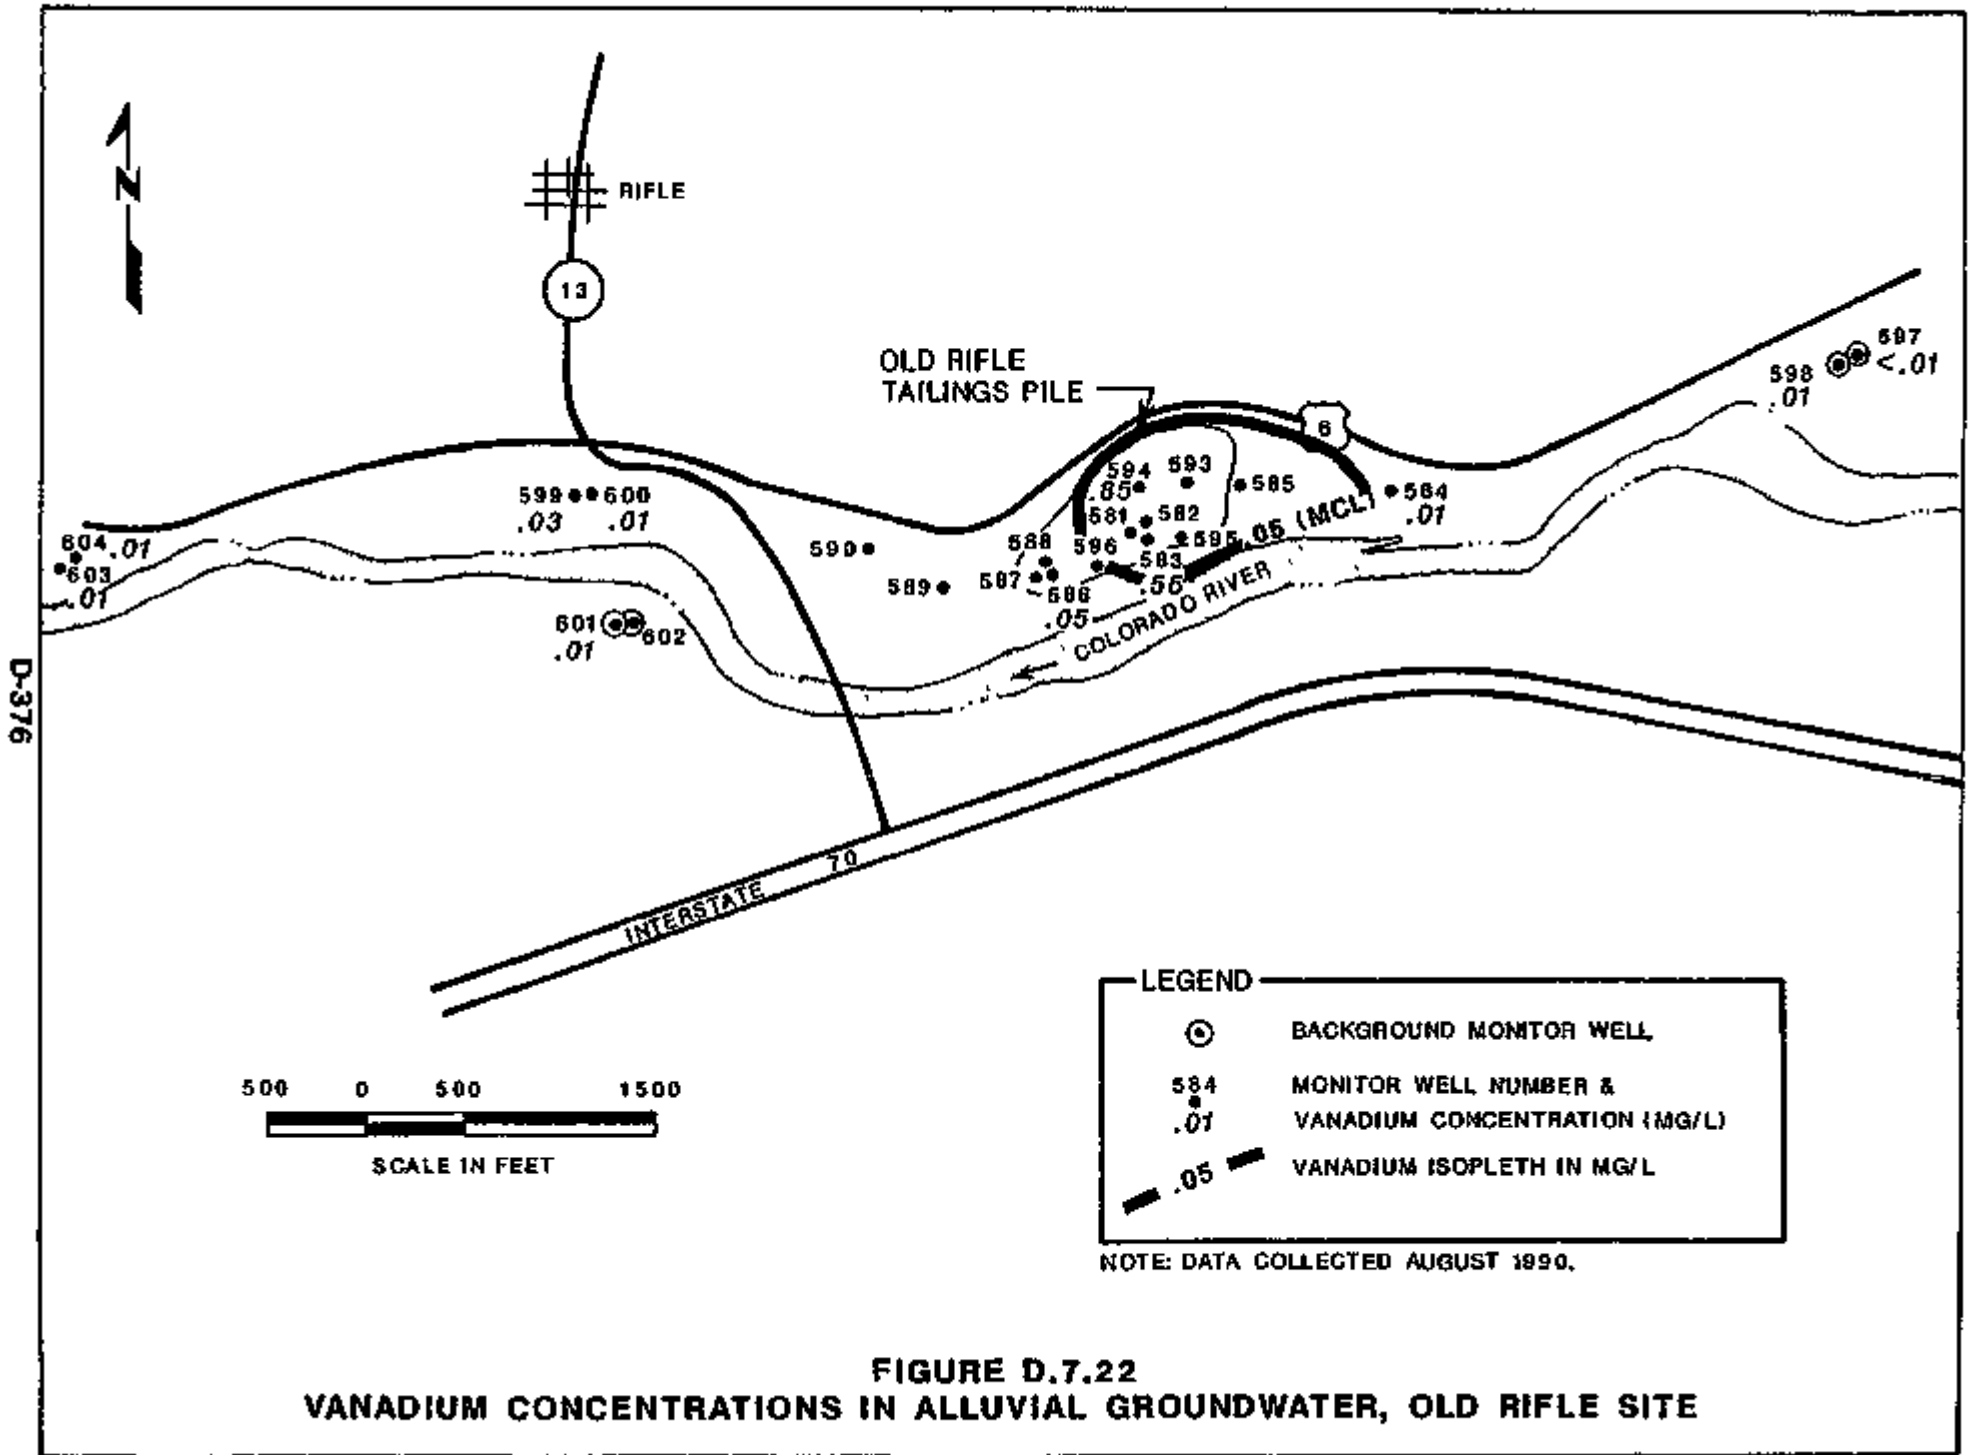 N
RIFLE
13
OLD RIFLE
TAILINGS PILE
6
597
<.01
598
.01
594
.85
593
585
584
.01
581
582
595
.05 (MCL)
596
583
.55
588
587
586
.05
590
589
599
.03
600
.01
604
.01
603
.01
601
.01
602
COLORADO RIVER
INTERSTATE 70
D-376
500 0 500 1500
SCALE IN FEET
LEGEND
BACKGROUND MONITOR WELL
584
.01
MONITOR WELL NUMBER &
VANADIUM CONCENTRATION (MG/L)
.05
VANADIUM ISOPLETH IN MG/L
NOTE: DATA COLLECTED AUGUST 1990.
FIGURE D.7.22
VANADIUM CONCENTRATIONS IN ALLUVIAL GROUNDWATER, OLD RIFLE SITE